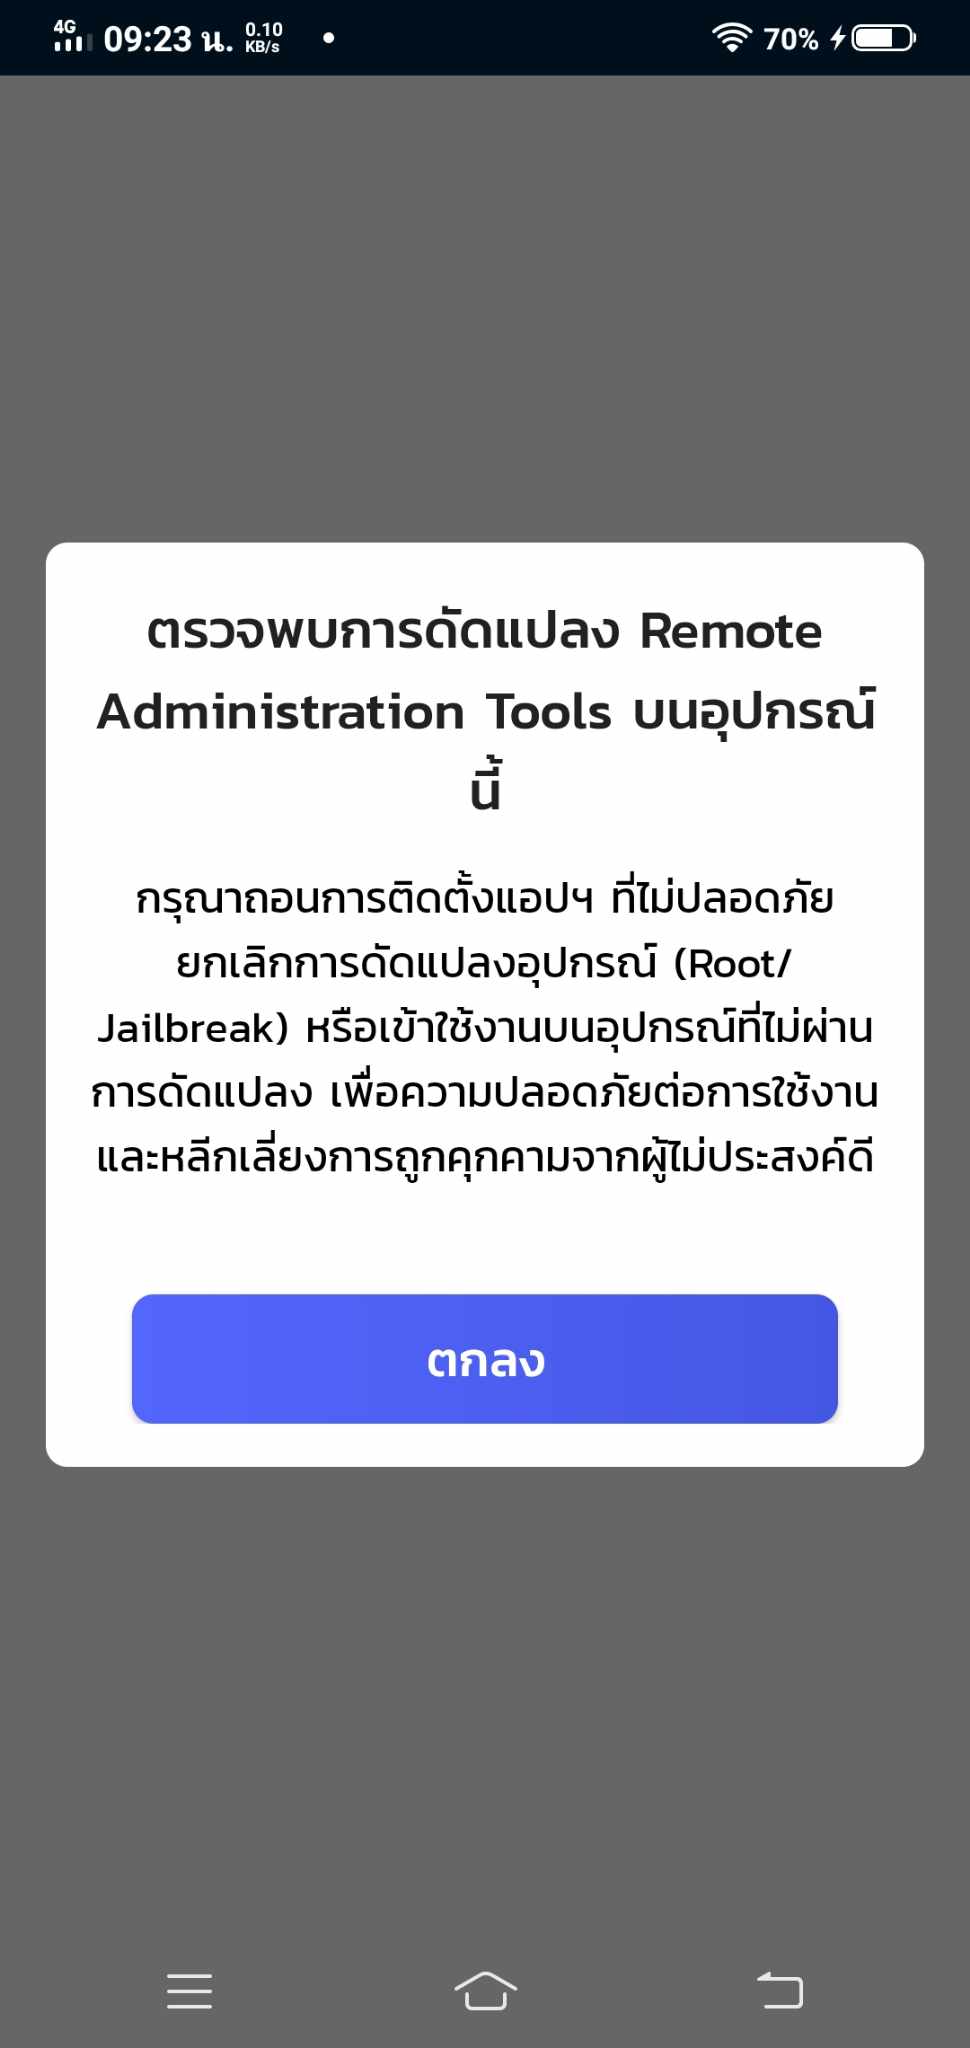 4G 09:23 น. 0.10 KB/s 70%
ตรวจพบการดัดแปลง Remote
Administration Tools บนอุปกรณ์
นี้
กรุณาถอนการติดตั้งแอปฯ ที่ไม่ปลอดภัย
ยกเลิกการดัดแปลงอุปกรณ์ (Root/
Jailbreak) หรือเข้าใช้งานบนอุปกรณ์ที่ไม่ผ่าน
การดัดแปลง เพื่อความปลอดภัยต่อการใช้งาน
และหลีกเลี่ยงการถูกคุกคามจากผู้ไม่ประสงค์ดี
ตกลง